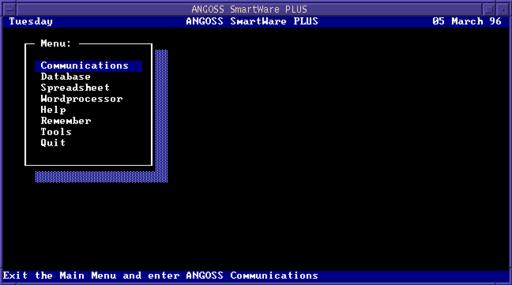 ANGOSS SmartWare PLUS
Tuesday ANGOSS SmartWare PLUS 05 March 96
Menu:
Communications
Database
Spreadsheet
Wordprocessor
Help
Remember
Tools
Quit
Exit the Main Menu and enter ANGOSS Communications